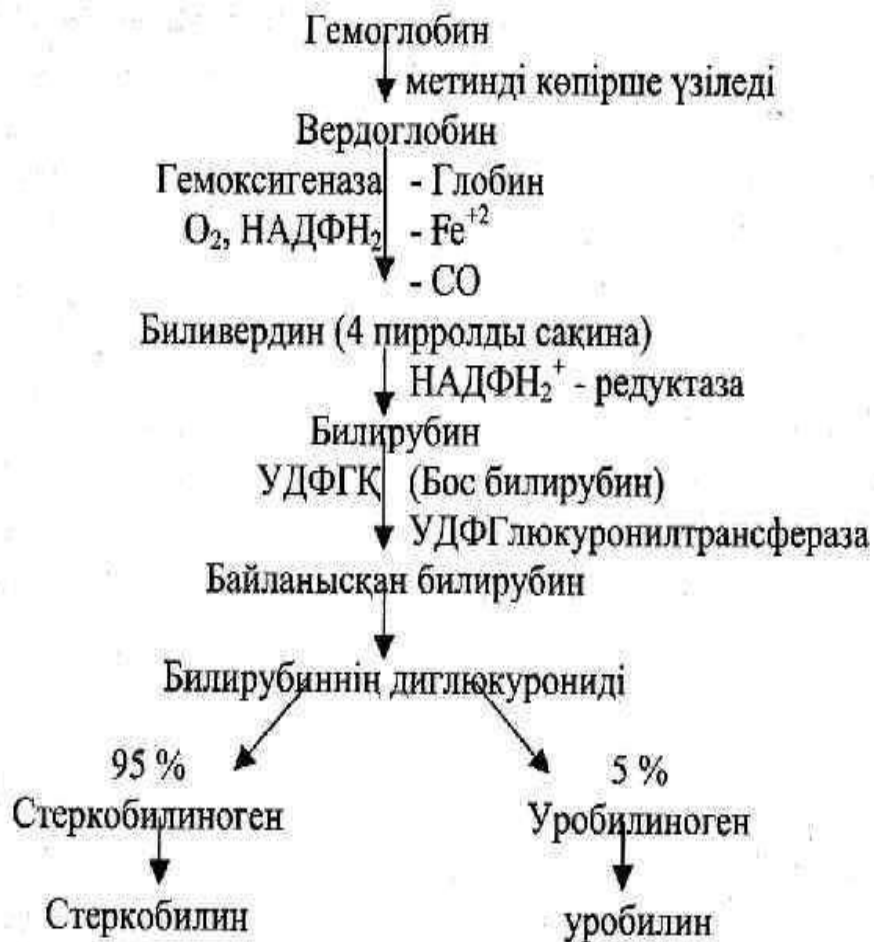 Гемоглобин
метинді көпірше үзіледі
Вердоглобин
Гемоксигеназа - Глобин
O₂, НАДФН₂ - Fe⁺²
- CO
Биливердин (4 пирролды сақина)
НАДФН₂⁺ - редуктаза
Билирубин
УДФГҚ (Бос билирубин)
УДФГлюкуронилтрансфераза
Байланысқан билирубин
Билирубиннің диглюкурониді
95 % 5 %
Стеркобилиноген Уробилиноген
Стеркобилин уробилин